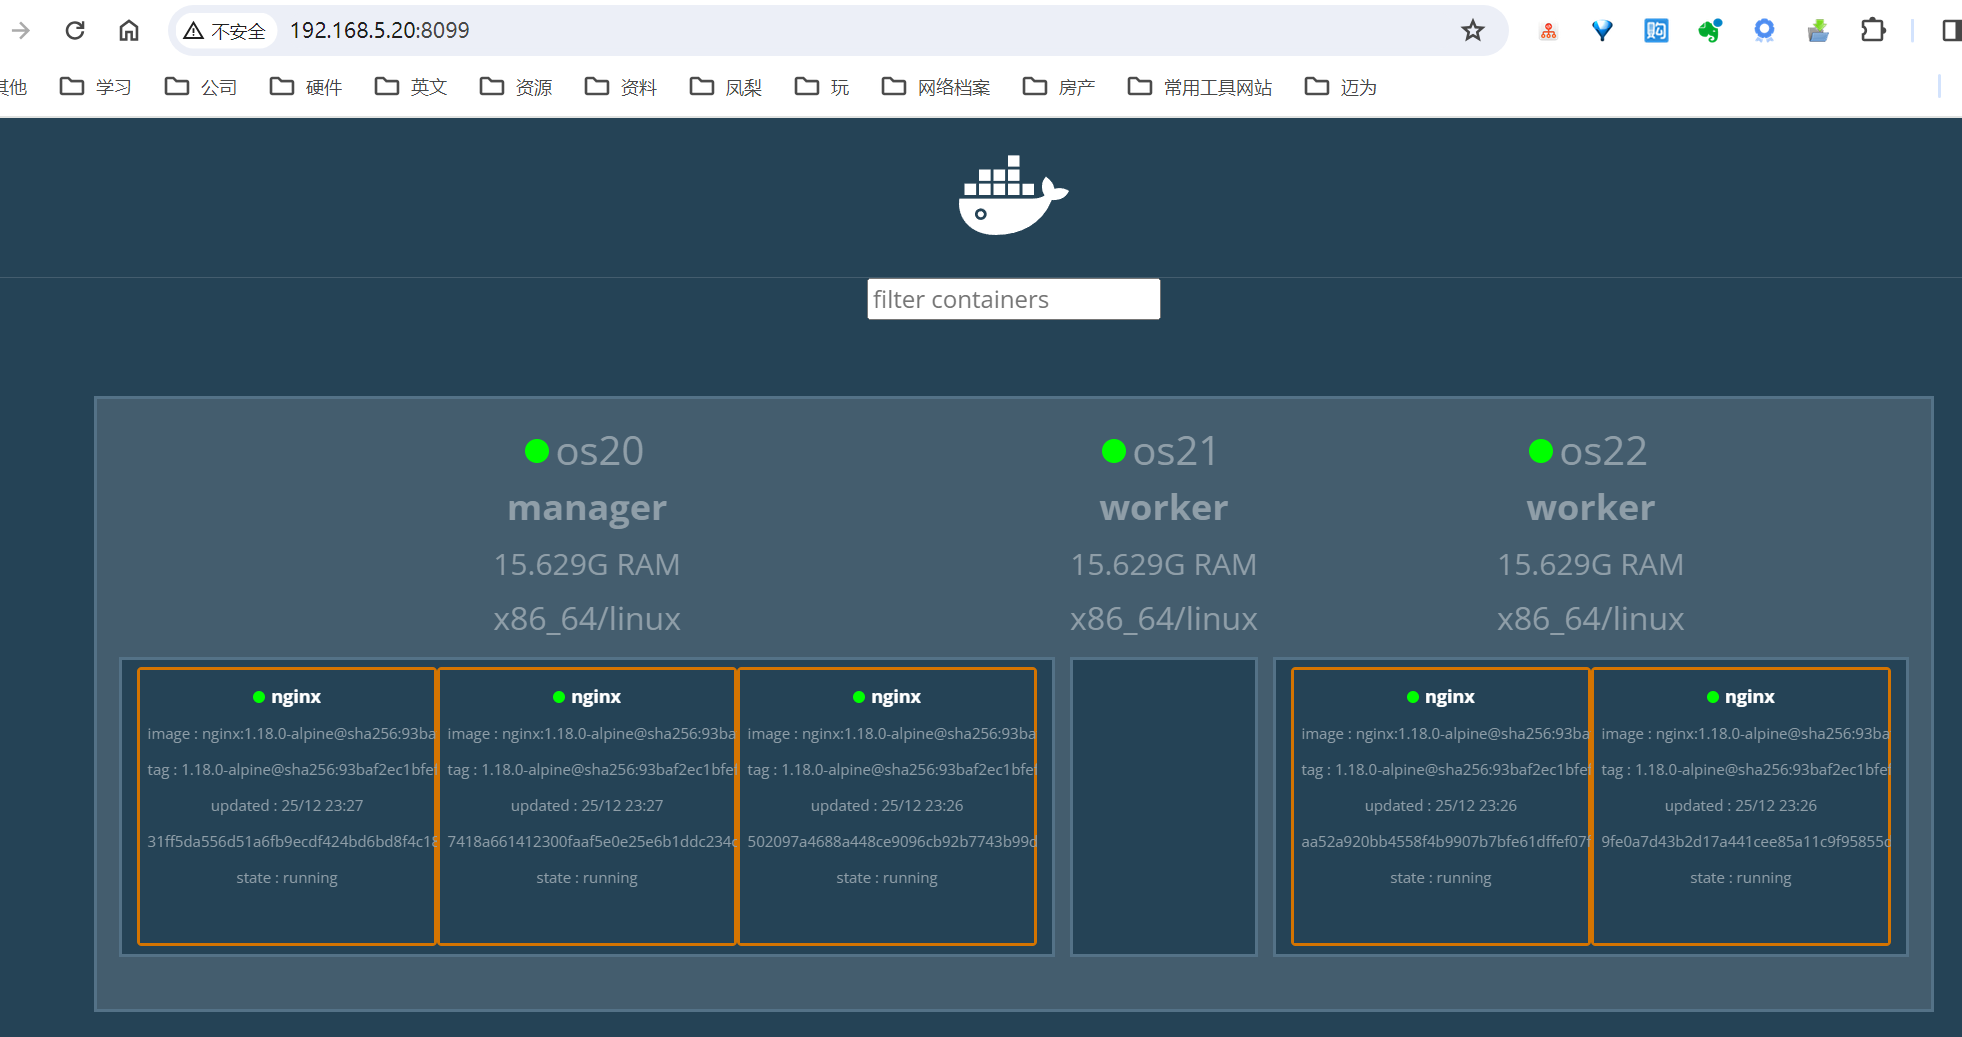 不安全 192.168.5.20:8099
其他 学习 公司 硬件 英文 资源 资料 凤梨 玩 网络档案 房产 常用工具网站 迈为
filter containers
os20
manager
15.629G RAM
x86_64/linux
os21
worker
15.629G RAM
x86_64/linux
os22
worker
15.629G RAM
x86_64/linux
nginx
image : nginx:1.18.0-alpine@sha256:93ba
tag : 1.18.0-alpine@sha256:93baf2ec1bfef
updated : 25/12 23:27
31ff5da556d51a6fb9ecdf424bd6bd8f4c18
state : running
nginx
image : nginx:1.18.0-alpine@sha256:93ba
tag : 1.18.0-alpine@sha256:93baf2ec1bfef
updated : 25/12 23:27
7418a661412300faaf5e0e25e6b1ddc234c
state : running
nginx
image : nginx:1.18.0-alpine@sha256:93ba
tag : 1.18.0-alpine@sha256:93baf2ec1bfef
updated : 25/12 23:26
502097a4688a448ce9096cb92b7743b99d
state : running
nginx
image : nginx:1.18.0-alpine@sha256:93ba
tag : 1.18.0-alpine@sha256:93baf2ec1bfef
updated : 25/12 23:26
aa52a920bb4558f4b9907b7bfe61dffef07f
state : running
nginx
image : nginx:1.18.0-alpine@sha256:93ba
tag : 1.18.0-alpine@sha256:93baf2ec1bfef
updated : 25/12 23:26
9fe0a7d43b2d17a441cee85a11c9f95855c
state : running